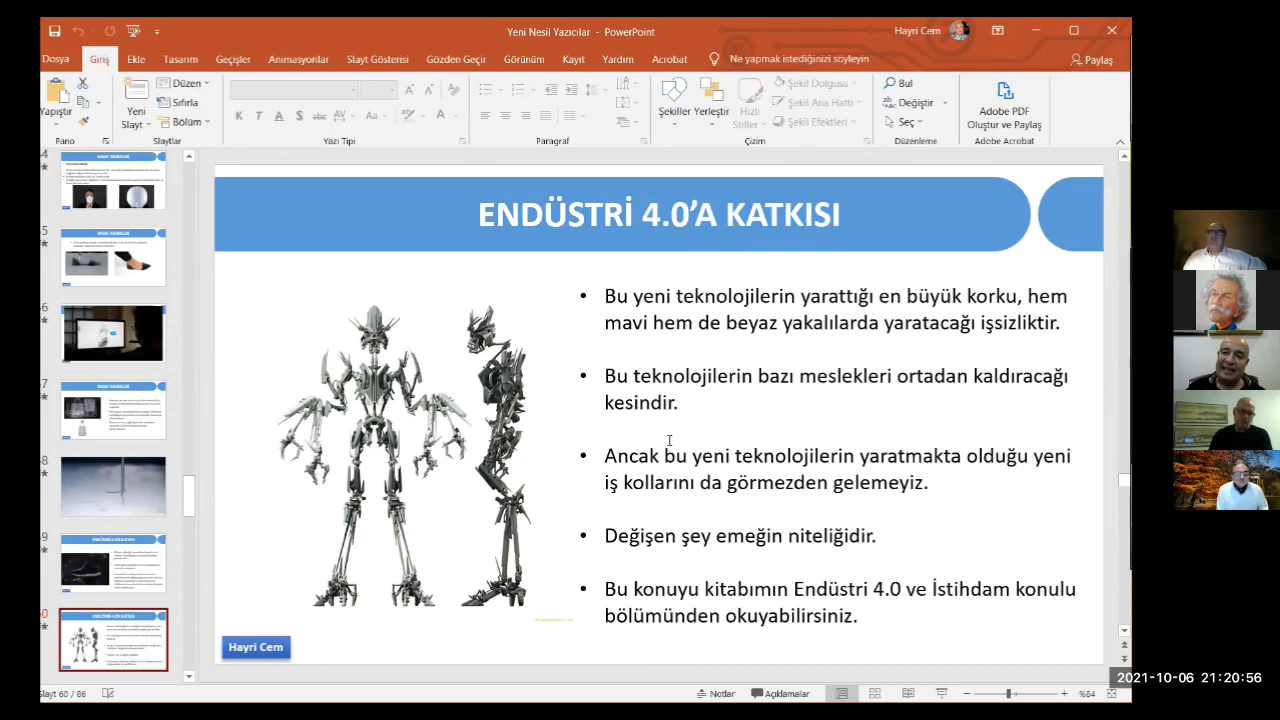 Yeni Nesil Yazıcılar - PowerPoint
Hayri Cem
Dosya Giriş Ekle Tasarım Geçişler Animasyonlar Slayt Gösterisi Gözden Geçir Görünüm Kayıt Yardım Acrobat Ne yapmak istediğinizi söyleyin Paylaş
Yapıştır
Yeni
Slayt
Düzen
Sıfırla
Bölüm
Şekiller Yerleştir Hızlı
Stiller
Şekil Dolgusu
Şekil Ana Hattı
Şekil Efektleri
Bul
Değiştir
Seç
Adobe PDF
Oluştur ve Paylaş
Pano Slaytlar Yazı Tipi Paragraf Çizim Düzenleme Adobe Acrobat
ENDÜSTRİ 4.0’A KATKISI
• Bu yeni teknolojilerin yarattığı en büyük korku, hem
mavi hem de beyaz yakalılarda yaratacağı işsizliktir.
• Bu teknolojilerin bazı meslekleri ortadan kaldıracağı
kesindir.
• Ancak bu yeni teknolojilerin yaratmakta olduğu yeni
iş kollarını da görmezden gelemeyiz.
• Değişen şey emeğin niteliğidir.
• Bu konuyu kitabımın Endüstri 4.0 ve İstihdam konulu
bölümünden okuyabilirsiniz.
Hayri Cem
Slayt 60 / 86
Notlar Açıklamalar %64
2021-10-06 21:20:56